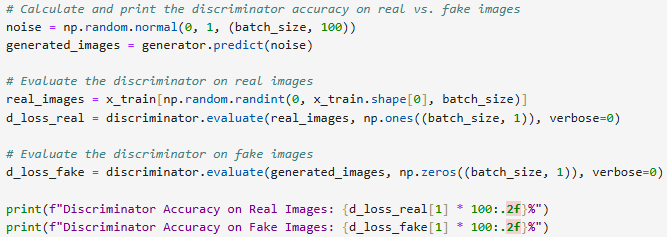 # Calculate and print the discriminator accuracy on real vs. fake images
noise = np.random.normal(0, 1, (batch_size, 100))
generated_images = generator.predict(noise)
# Evaluate the discriminator on real images
real_images = x_train[np.random.randint(0, x_train.shape[0], batch_size)]
d_loss_real = discriminator.evaluate(real_images, np.ones((batch_size, 1)), verbose=0)
# Evaluate the discriminator on fake images
d_loss_fake = discriminator.evaluate(generated_images, np.zeros((batch_size, 1)), verbose=0)
print(f"Discriminator Accuracy on Real Images: {d_loss_real[1] * 100:.2f}%")
print(f"Discriminator Accuracy on Fake Images: {d_loss_fake[1] * 100:.2f}%")